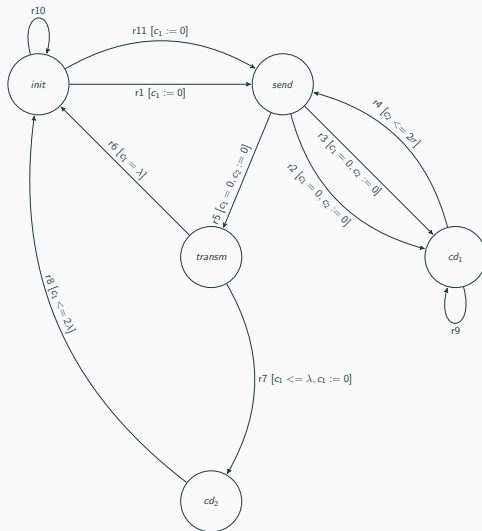 r10
r11 [c₁ := 0]
init
r1 [c₁ := 0]
send
r4 [c₂ <= 2σ]
r3 [c₁ = 0, c₂ := 0]
r6 [c₁ = λ]
r5 [c₁ = 0, c₂ := 0]
r2 [c₁ = 0, c₂ := 0]
transm
cd₁
r8 [c₁ <= 2λ]
r9
r7 [c₁ <= λ, c₁ := 0]
cd₂